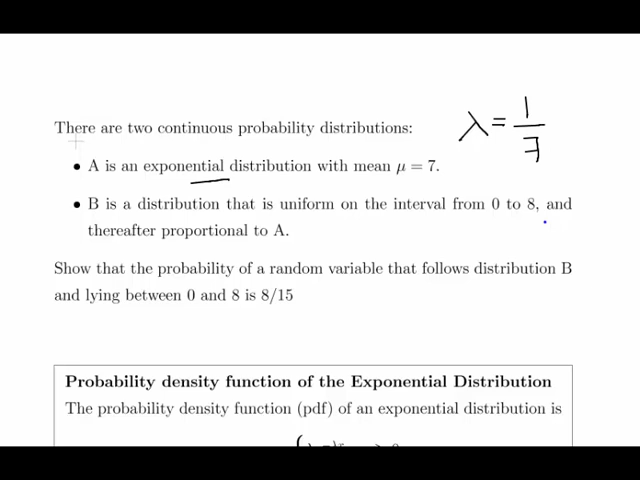 There are two continuous probability distributions:
λ = 1/7
• A is an exponential distribution with mean μ = 7.
• B is a distribution that is uniform on the interval from 0 to 8, and
thereafter proportional to A.
Show that the probability of a random variable that follows distribution B
and lying between 0 and 8 is 8/15
Probability density function of the Exponential Distribution
The probability density function (pdf) of an exponential distribution is